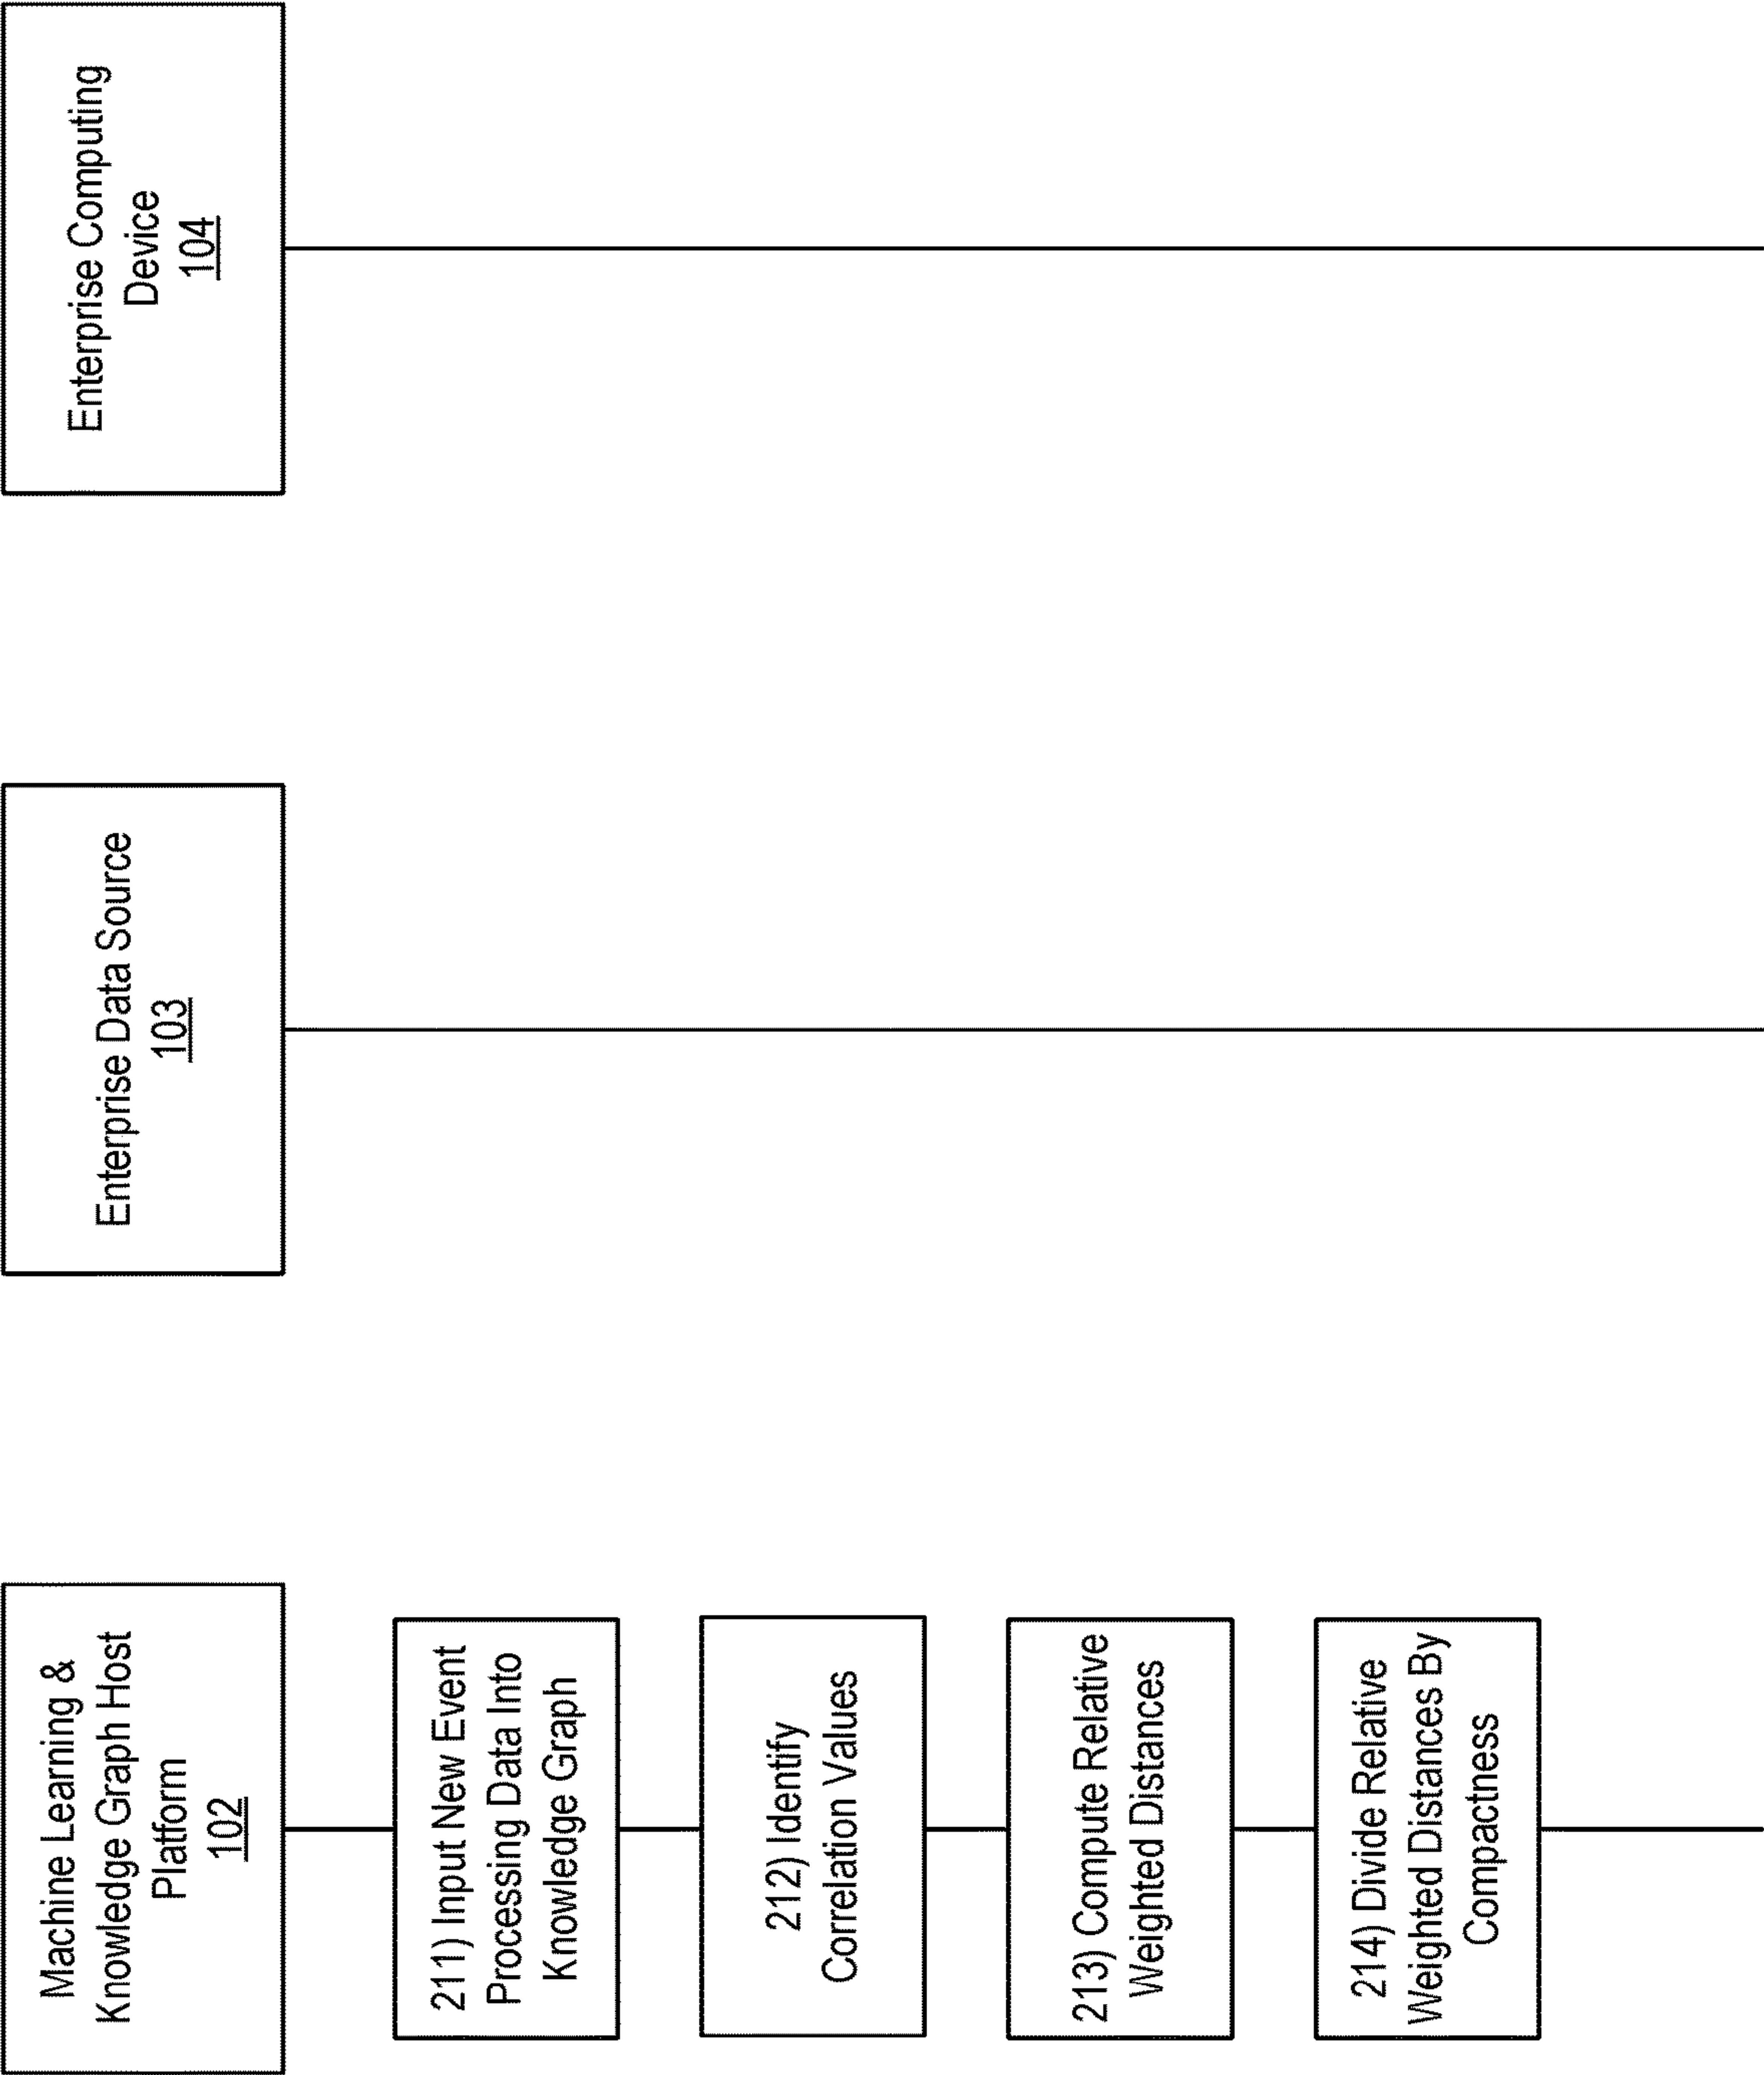 Machine Learning &
Knowledge Graph Host
Platform
102
Enterprise Data Source
103
Enterprise Computing
Device
104
211) Input New Event
Processing Data Into
Knowledge Graph
212) Identify
Correlation Values
213) Compute Relative
Weighted Distances
214) Divide Relative
Weighted Distances By
Compactness